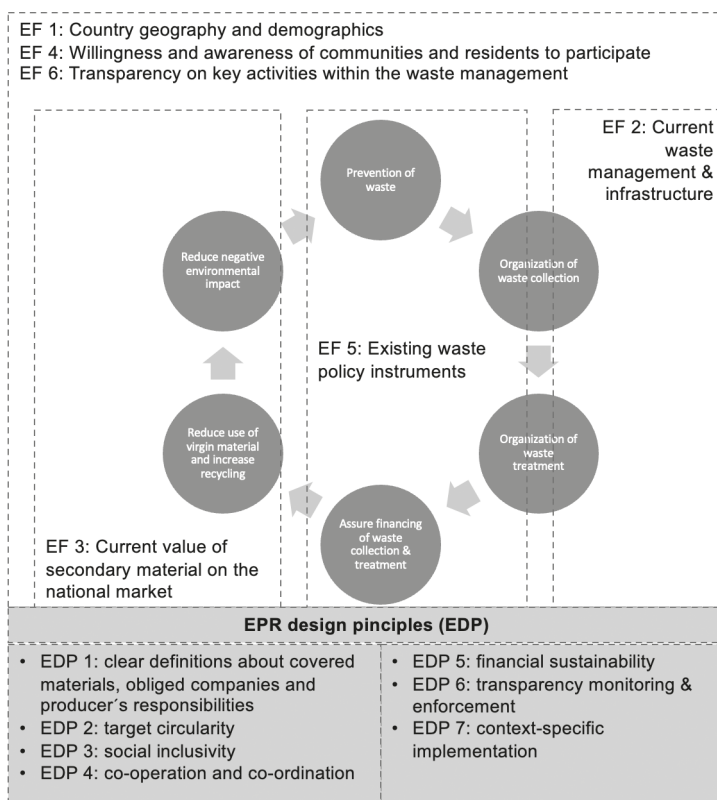 EF 1: Country geography and demographics
EF 4: Willingness and awareness of communities and residents to participate
EF 6: Transparency on key activities within the waste management
EF 2: Current
waste
management &
infrastructure
Prevention of
waste
Organization of
waste collection
Organization of
waste
treatment
Assure financing
of waste
collection &
treatment
Reduce use of
virgin material
and increase
recycling
Reduce negative
environmental
impact
EF 5: Existing waste
policy instruments
EF 3: Current value of
secondary material on the
national market
EPR design pinciples (EDP)
• EDP 1: clear definitions about covered
materials, obliged companies and
producer´s responsibilities
• EDP 2: target circularity
• EDP 3: social inclusivity
• EDP 4: co-operation and co-ordination
• EDP 5: financial sustainability
• EDP 6: transparency monitoring &
enforcement
• EDP 7: context-specific
implementation